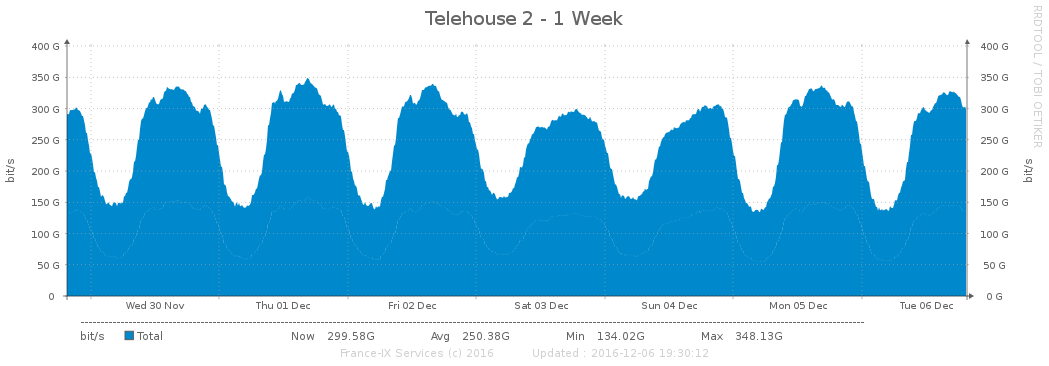 Telehouse 2 - 1 Week
RRDTOOL / TOBI OETIKER
400 G 400 G
350 G 350 G
300 G 300 G
250 G 250 G
200 G 200 G
150 G 150 G
100 G 100 G
50 G 50 G
0 0 G
bit/s bit/s
Wed 30 Nov Thu 01 Dec Fri 02 Dec Sat 03 Dec Sun 04 Dec Mon 05 Dec Tue 06 Dec
bit/s Total Now 299.58G Avg 250.38G Min 134.02G Max 348.13G
France-IX Services (c) 2016 Updated : 2016-12-06 19:30:12